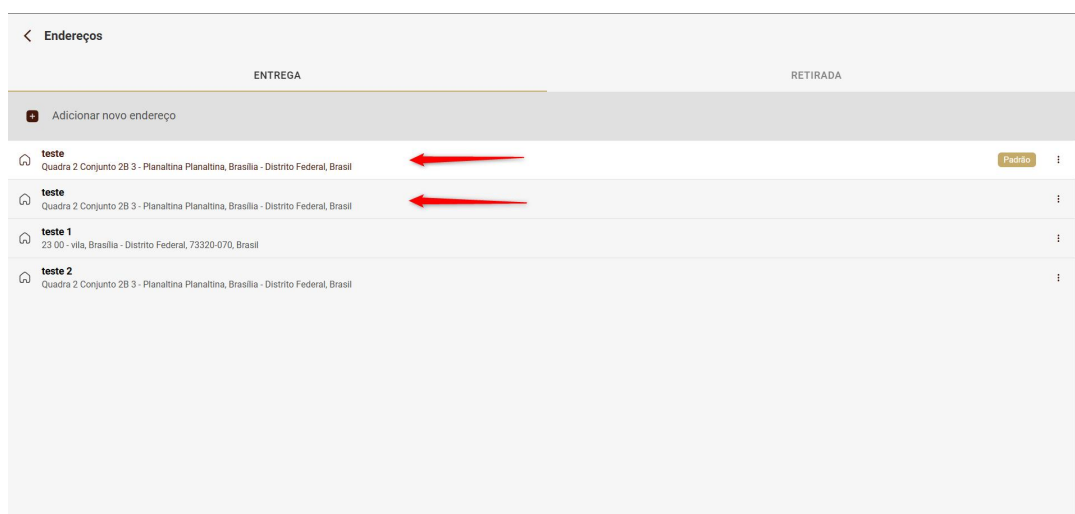 Endereços
ENTREGA
RETIRADA
Adicionar novo endereço
teste
Quadra 2 Conjunto 2B 3 - Planaltina Planaltina, Brasília - Distrito Federal, Brasil
Padrão
teste
Quadra 2 Conjunto 2B 3 - Planaltina Planaltina, Brasília - Distrito Federal, Brasil
teste 1
23 00 - vila, Brasília - Distrito Federal, 73320-070, Brasil
teste 2
Quadra 2 Conjunto 2B 3 - Planaltina Planaltina, Brasília - Distrito Federal, Brasil